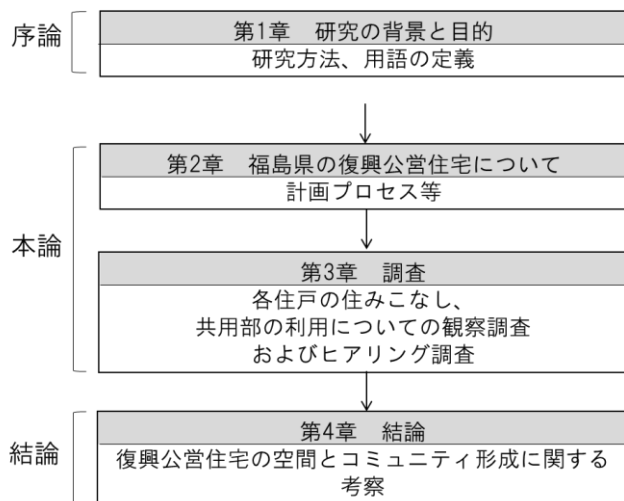 序論
第1章 研究の背景と目的
研究方法、用語の定義
本論
第2章 福島県の復興公営住宅について
計画プロセス等
第3章 調査
各住戸の住みこなし、
共用部の利用についての観察調査
およびヒアリング調査
結論
第4章 結論
復興公営住宅の空間とコミュニティ形成に関する
考察